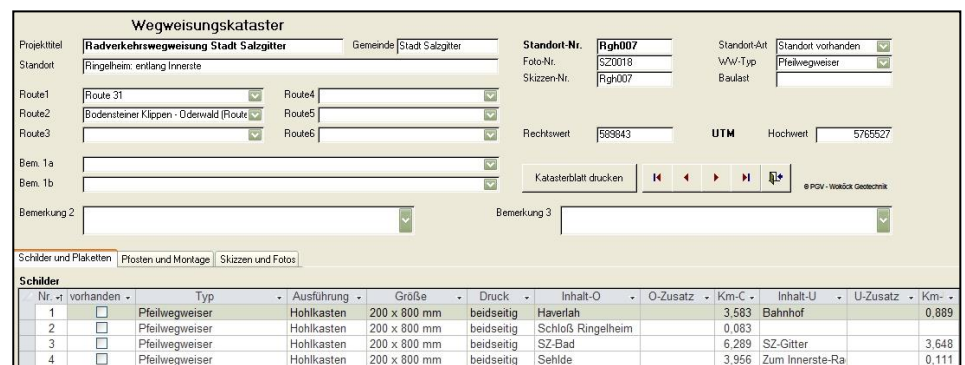 Wegweisungskataster
Projekttitel Radverkehrswegweisung Stadt Salzgitter Gemeinde Stadt Salzgitter Standort-Nr. Rgh007 Standort-Art Standort vorhanden
Standort Ringelheim: entlang Innerste Foto-Nr. SZ0018 WW-Typ Pfeilwegweiser
Skizzen-Nr. Rgh007 Baulast
Route1 Route 31 Route4
Route2 Bodensteiner Klippen - Oderwald (Route Route5
Route3 Route6 Rechtswert 589843 UTM Hochwert 5765527
Bem. 1a
Bem. 1b Katasterblatt drucken © PGV - Woköck Geotechnik
Bemerkung 2 Bemerkung 3
Schilder und Plaketten Pfosten und Montage Skizzen und Fotos
Schilder
Nr. vorhanden Typ Ausführung Größe Druck Inhalt-O O-Zusatz Km-C Inhalt-U U-Zusatz Km-
1 Pfeilwegweiser Hohlkasten 200 x 800 mm beidseitig Haverlah 3,583 Bahnhof 0,889
2 Pfeilwegweiser Hohlkasten 200 x 800 mm beidseitig Schloß Ringelheim 0,083
3 Pfeilwegweiser Hohlkasten 200 x 800 mm beidseitig SZ-Bad 6,289 SZ-Gitter 3,648
4 Pfeilwegweiser Hohlkasten 200 x 800 mm beidseitig Sehlde 3,956 Zum Innerste-Ra 0,111